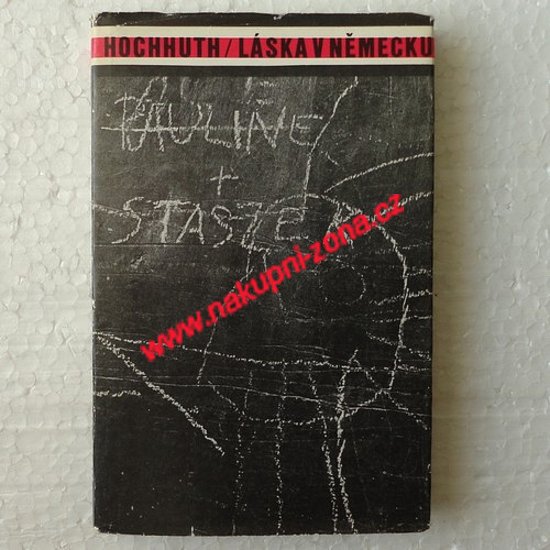 HOCHHUTH/LÁSKA V NĚMECKU
PAULINE
+
STASZEK
www.nakupni-zona.cz